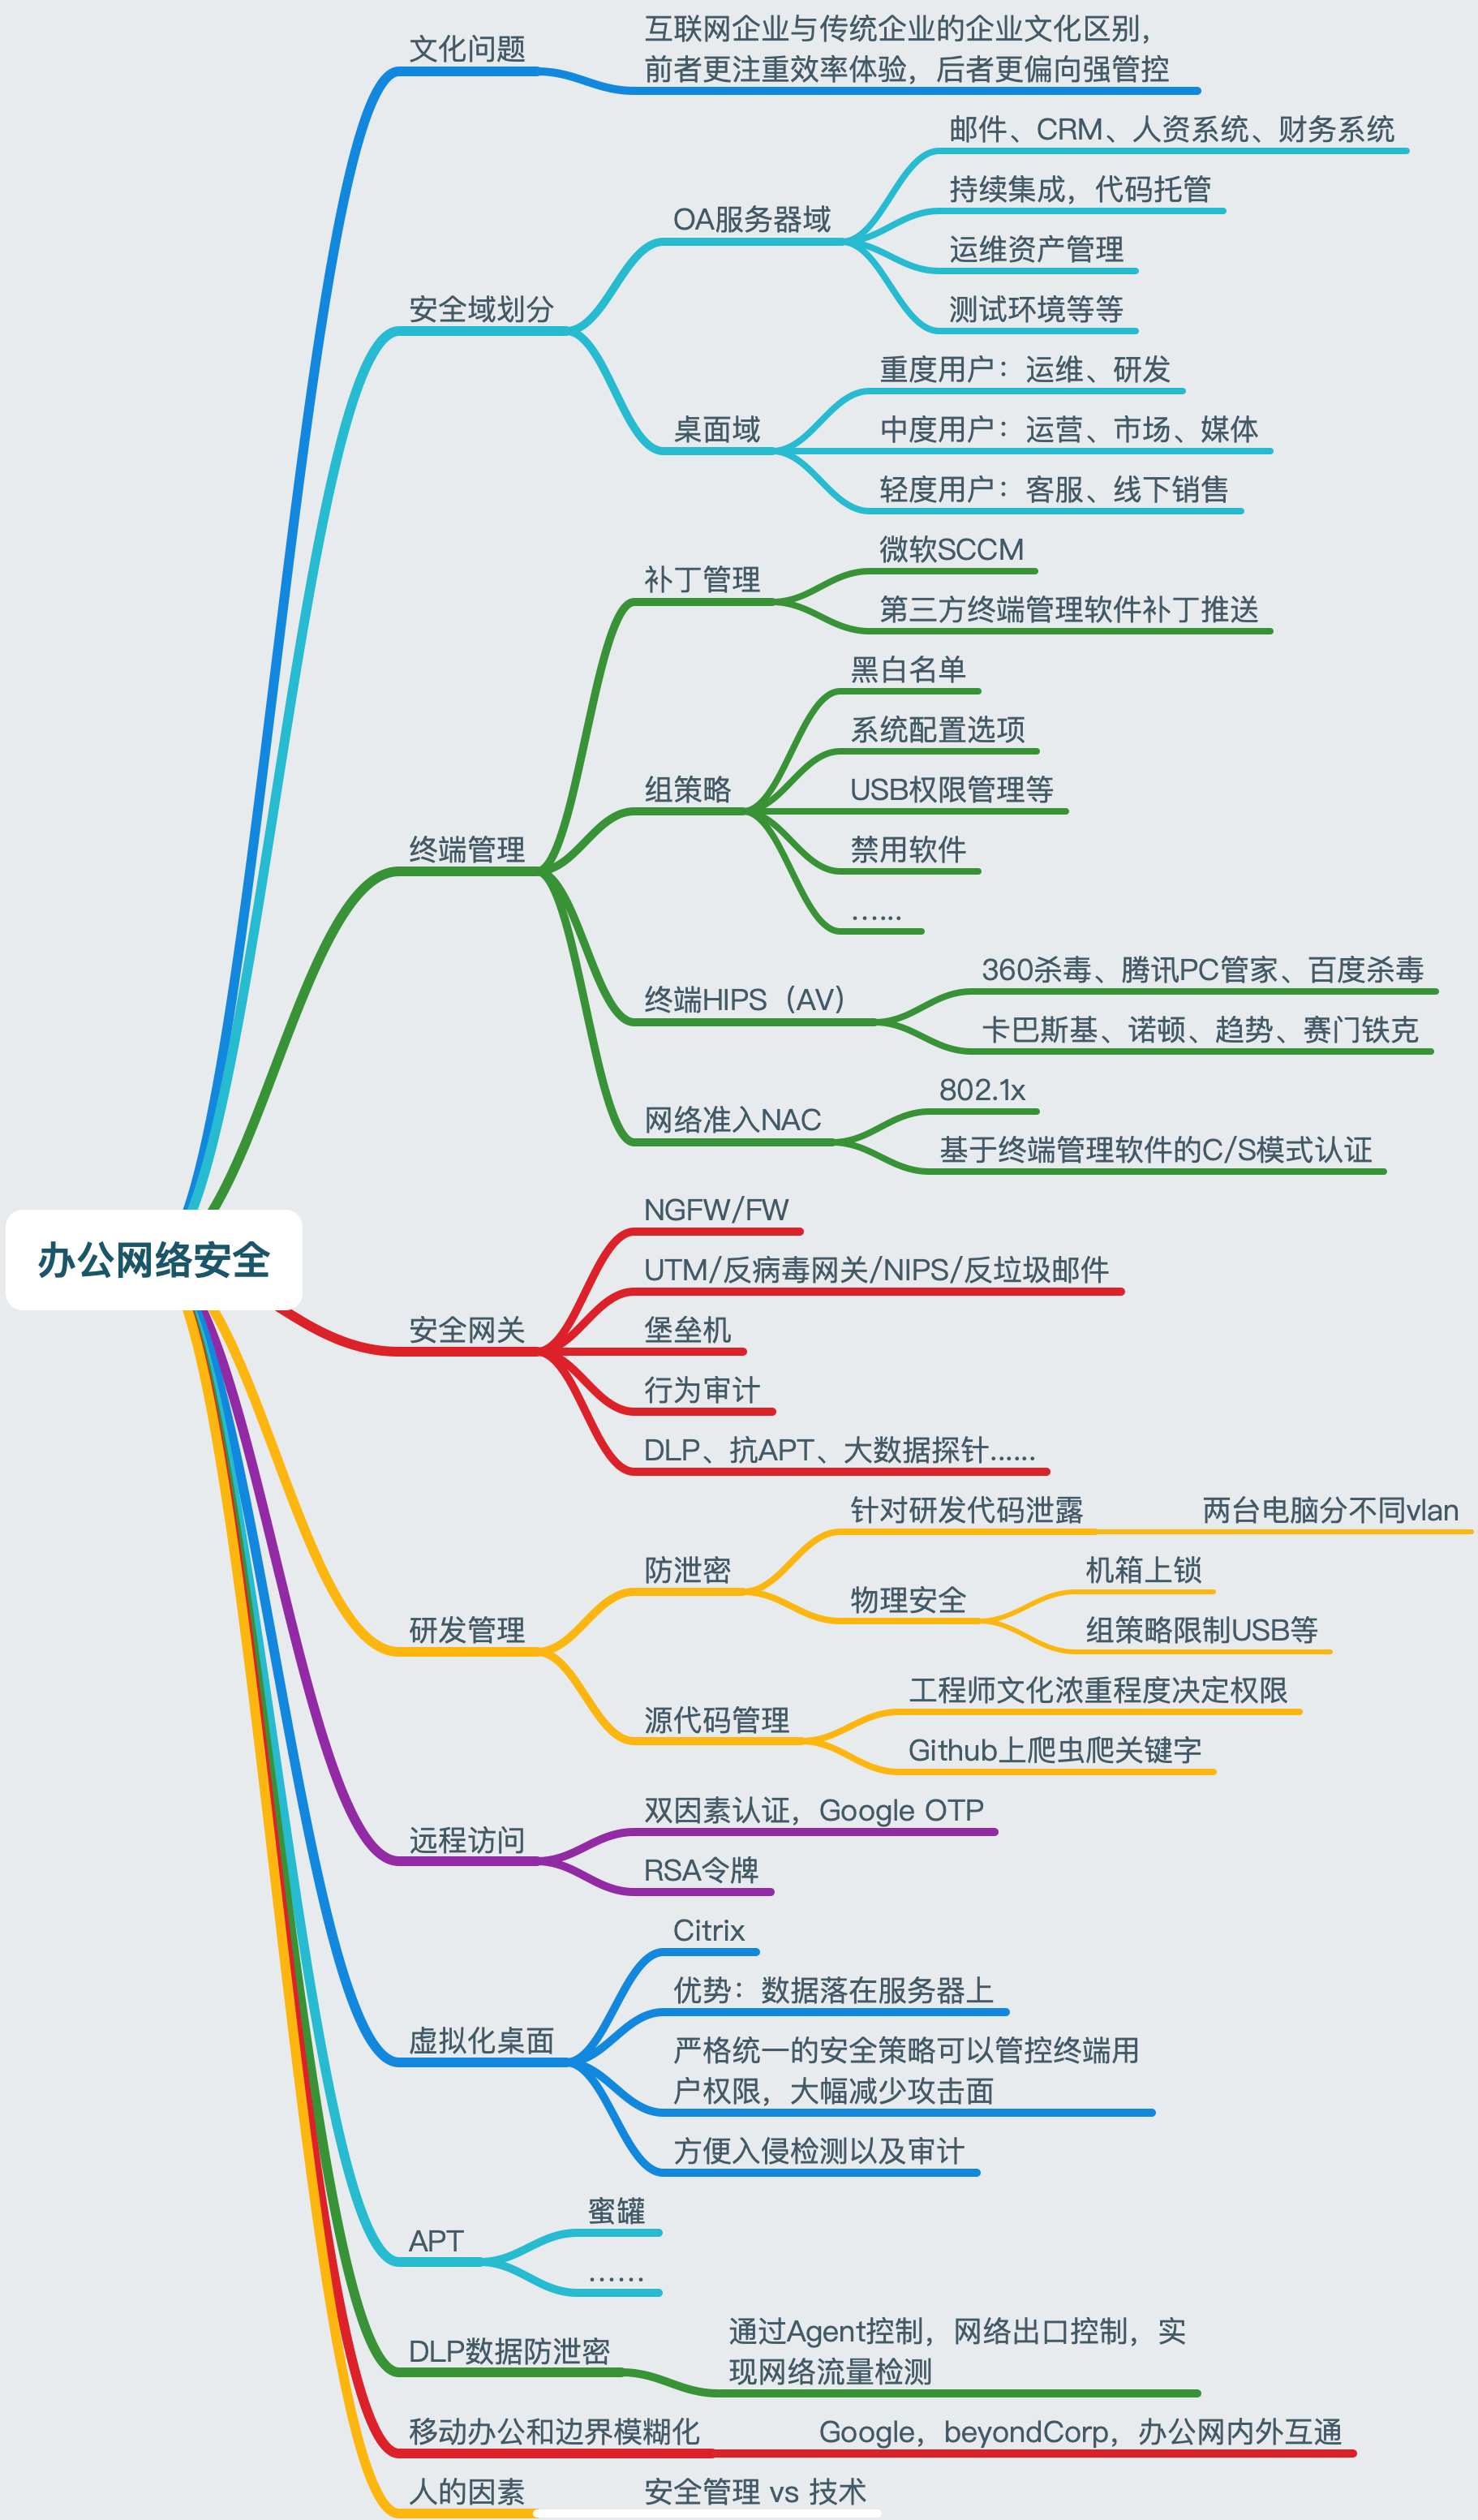 文化问题
互联网企业与传统企业的企业文化区别，
前者更注重效率体验，后者更偏向强管控
安全域划分
OA服务器域
邮件、CRM、人资系统、财务系统
持续集成，代码托管
运维资产管理
测试环境等等
桌面域
重度用户：运维、研发
中度用户：运营、市场、媒体
轻度用户：客服、线下销售
终端管理
补丁管理
微软SCCM
第三方终端管理软件补丁推送
组策略
黑白名单
系统配置选项
USB权限管理等
禁用软件
……
终端HIPS（AV）
360杀毒、腾讯PC管家、百度杀毒
卡巴斯基、诺顿、趋势、赛门铁克
网络准入NAC
802.1x
基于终端管理软件的C/S模式认证
办公网络安全
安全网关
NGFW/FW
UTM/反病毒网关/NIPS/反垃圾邮件
堡垒机
行为审计
DLP、抗APT、大数据探针......
研发管理
防泄密
针对研发代码泄露
两台电脑分不同vlan
物理安全
机箱上锁
组策略限制USB等
源代码管理
工程师文化浓重程度决定权限
Github上爬虫爬关键字
远程访问
双因素认证，Google OTP
RSA令牌
虚拟化桌面
Citrix
优势：数据落在服务器上
严格统一的安全策略可以管控终端用
户权限，大幅减少攻击面
方便入侵检测以及审计
APT
蜜罐
……
DLP数据防泄密
通过Agent控制，网络出口控制，实
现网络流量检测
移动办公和边界模糊化
Google，beyondCorp，办公网内外互通
人的因素
安全管理 vs 技术